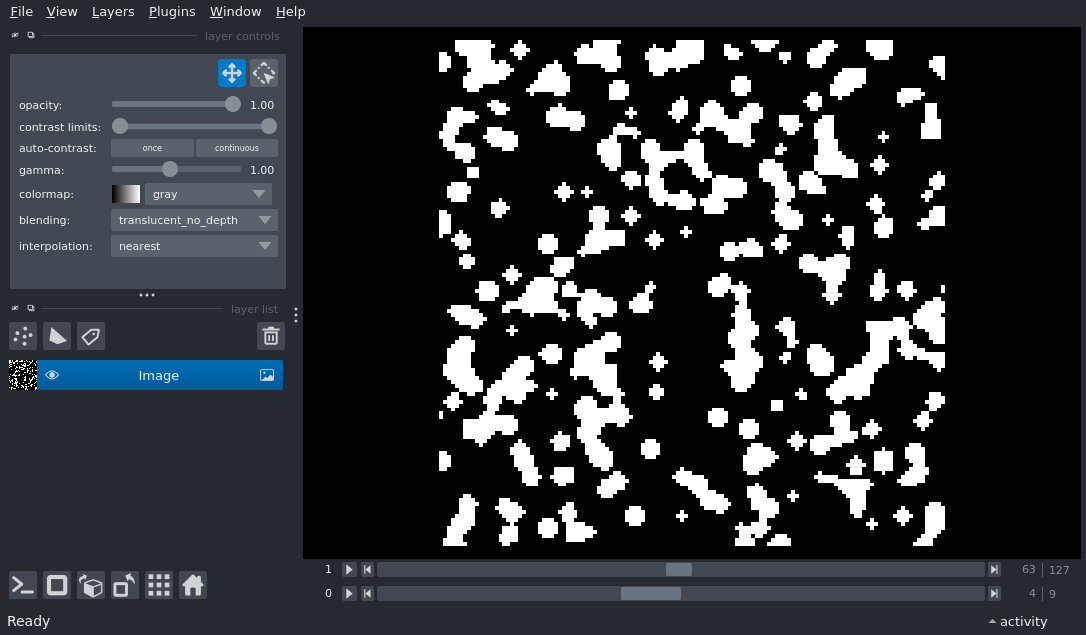 File View Layers Plugins Window Help
layer controls
opacity: 1.00
contrast limits:
auto-contrast: once continuous
gamma: 1.00
colormap: gray
blending: translucent_no_depth
interpolation: nearest
layer list
Image
1 63 127
0 4 9
Ready activity